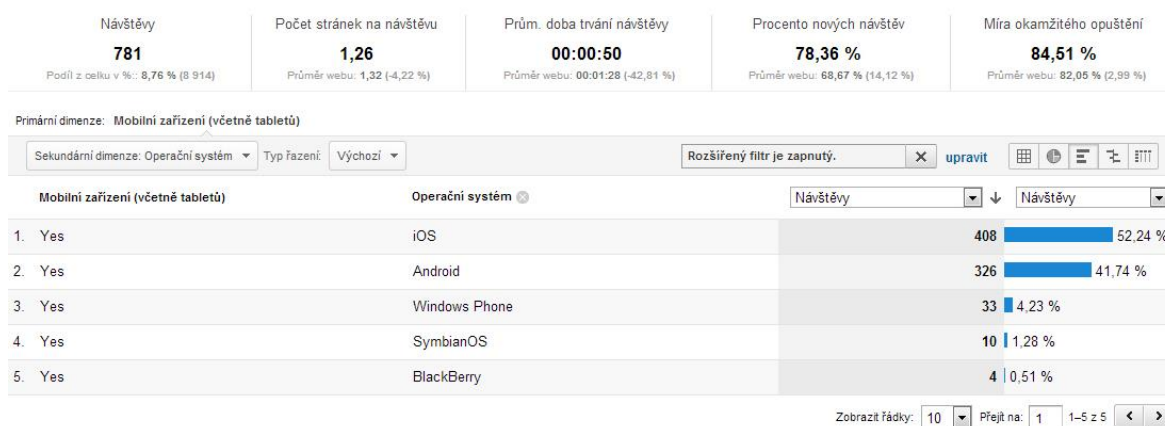 Návštěvy Počet stránek na návštěvu Prům. doba trvání návštěvy Procento nových návštěv Míra okamžitého opuštění
781 1,26 00:00:50 78,36 % 84,51 %
Podíl z celku v %:: 8,76 % (8 914) Průměr webu: 1,32 (-4,22 %) Průměr webu: 00:01:28 (-42,81 %) Průměr webu: 68,67 % (14,12 %) Průměr webu: 82,05 % (2,99 %)
Primární dimenze: Mobilní zařízení (včetně tabletů)
Sekundární dimenze: Operační systém Typ řazení: Výchozí Rozšířený filtr je zapnutý. upravit
Mobilní zařízení (včetně tabletů) Operační systém Návštěvy Návštěvy
1. Yes iOS 408 52,24 %
2. Yes Android 326 41,74 %
3. Yes Windows Phone 33 4,23 %
4. Yes SymbianOS 10 1,28 %
5. Yes BlackBerry 4 0,51 %
Zobrazit řádky: 10 Přejít na: 1 1–5 z 5